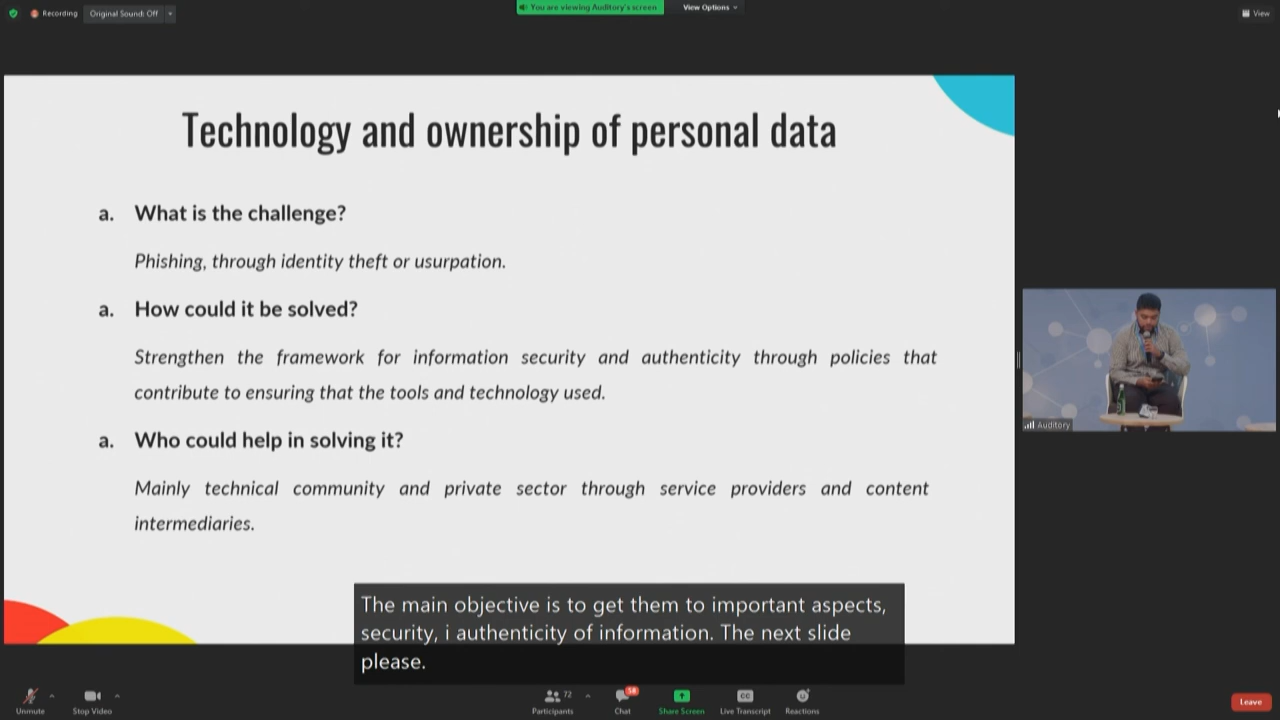 Recording
Original Sound: Off
You are viewing Auditory's screen
View Options
View
Technology and ownership of personal data
a. What is the challenge?
Phishing, through identity theft or usurpation.
a. How could it be solved?
Strengthen the framework for information security and authenticity through policies that
contribute to ensuring that the tools and technology used.
a. Who could help in solving it?
Mainly technical community and private sector through service providers and content
intermediaries.
Auditory
The main objective is to get them to important aspects,
security, i authenticity of information. The next slide
please.
Unmute
Stop Video
72
Participants
58
Chat
Share Screen
CC
Live Transcript
Reactions
Leave